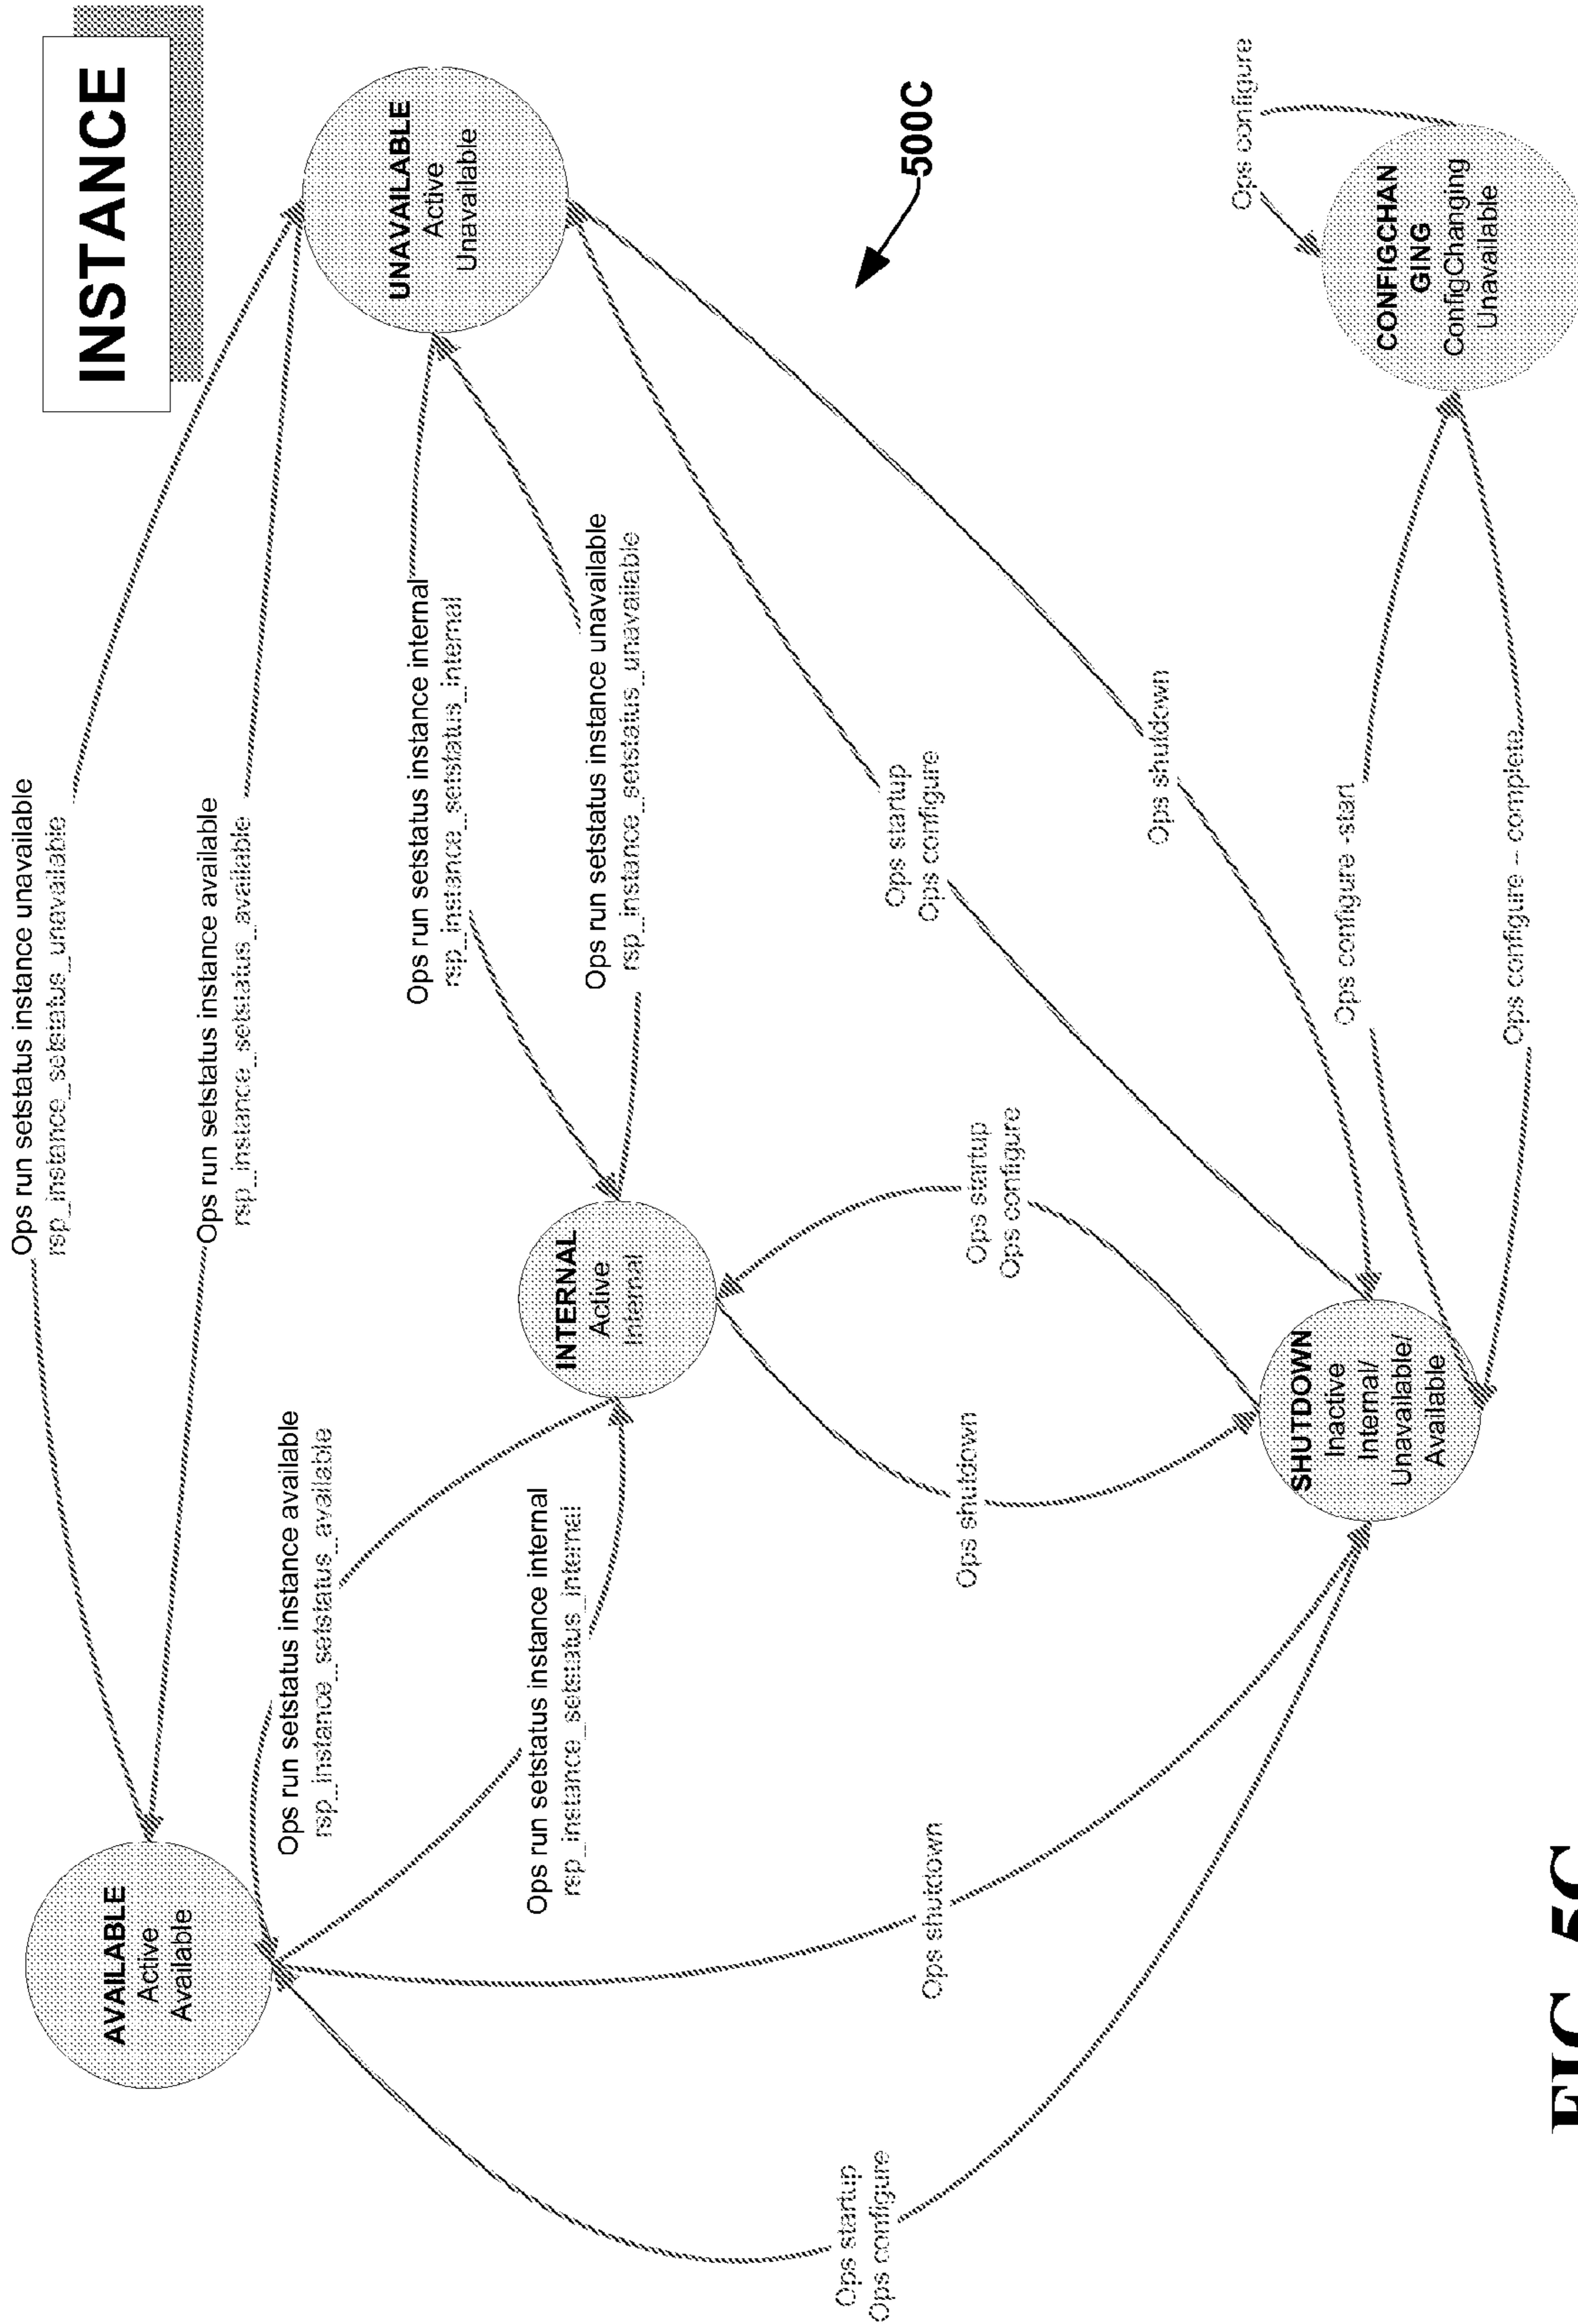 INSTANCE
Ops run setstatus instance unavailable
rsp_instance_setstatus_unavailable
Ops run setstatus instance available
rsp_instance_setstatus_available
AVAILABLE
Active
Available
UNAVAILABLE
Active
Unavailable
Ops run setstatus instance available
rsp_instance_setstatus_available
Ops run setstatus instance internal
rsp_instance_setstatus_internal
Ops run setstatus instance internal
rsp_instance_setstatus_internal
INTERNAL
Active
Internal
Ops run setstatus instance unavailable
rsp_instance_setstatus_unavailable
500C
Ops startup
Ops configure
Ops shutdown
Ops shutdown
Ops startup
Ops configure
Ops startup
Ops configure
Ops shutdown
Ops configure
SHUTDOWN
Inactive
Internal/
Unavailable/
Available
Ops configure -start
Ops configure -- complete
CONFIGCHAN
GING
ConfigChanging
Unavailable
FIG. 5C